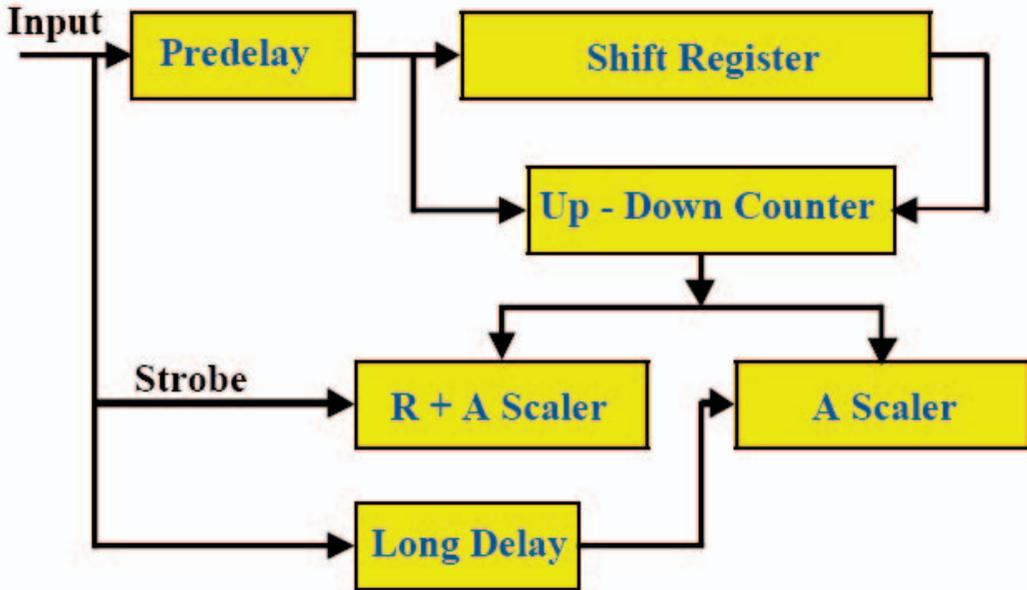 Input
Predelay
Shift Register
Up - Down Counter
Strobe
R + A Scaler
A Scaler
Long Delay